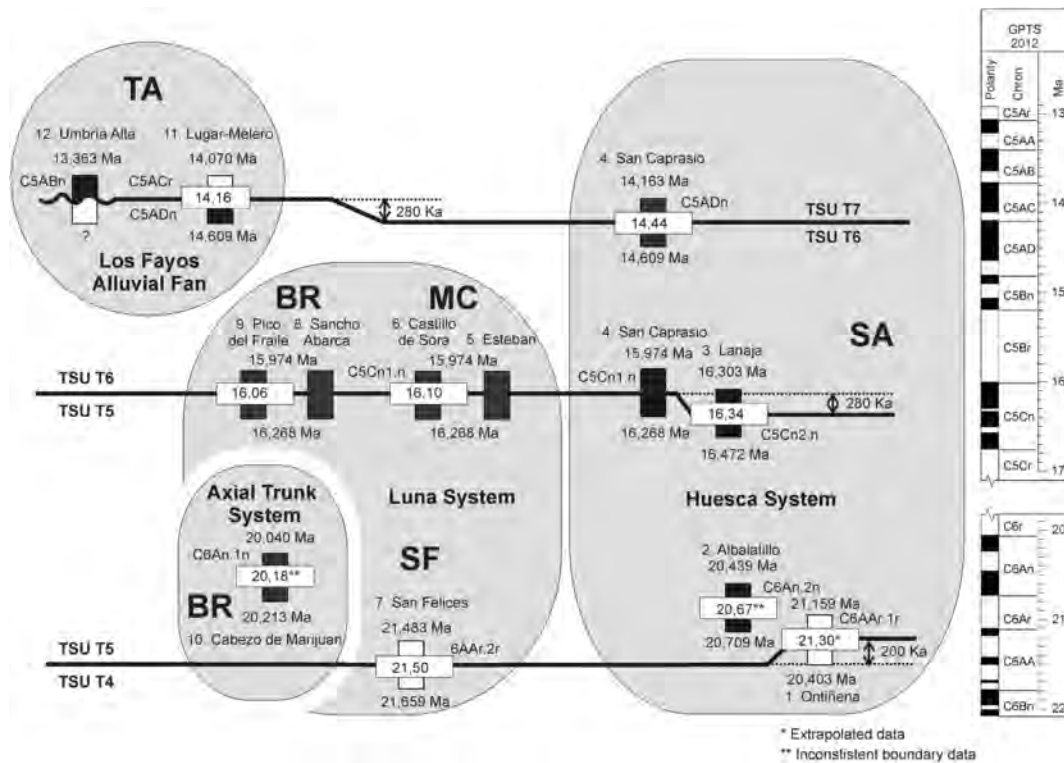 TA
12. Umbria Alta
13,363 Ma
C5ABn
?
11. Lugar-Melero
14,070 Ma
C5ACr
14,16
C5ADn
14,609 Ma
Los Fayos
Alluvial Fan
280 Ka
4. San Caprasio
14,163 Ma
C5ADn
14,44
14,609 Ma
TSU T7
TSU T6
BR
MC
9. Pico
del Fraile
8. Sancho
Abarca
15,974 Ma
16,06
16,268 Ma
6. Castillo
de Sora
5. Esteban
15,974 Ma
C5Cn1.n
16,10
16,268 Ma
TSU T6
TSU T5
4. San Caprasio
15,974 Ma
C5Cn1.n
16,268 Ma
3. Lanaja
16,303 Ma
16,34
C5Cn2.n
16,472 Ma
SA
280 Ka
Axial Trunk
System
20,040 Ma
C6An.1n
20,18**
20,213 Ma
BR
10. Cabezo de Marijuan
Luna System
SF
7. San Felices
21,483 Ma
6AAr.2r
21,50
21,659 Ma
TSU T5
TSU T4
Huesca System
2. Albalatillo
20,439 Ma
C6An.2n
20,67**
20,709 Ma
21,159 Ma
C6AAr.1r
21,30*
20,403 Ma
1. Ontiñena
200 Ka
* Extrapolated data
** Inconstistent boundary data
GPTS
2012
Polarity
Chron
Ma
C5Ar
C5AA
C5AB
C5AC
C5AD
C5Bn
C5Br
C5Cn
C5Cr
13
14
15
16
17
C6r
C6An
C6Ar
C6AA
C6Bn
20
21
22